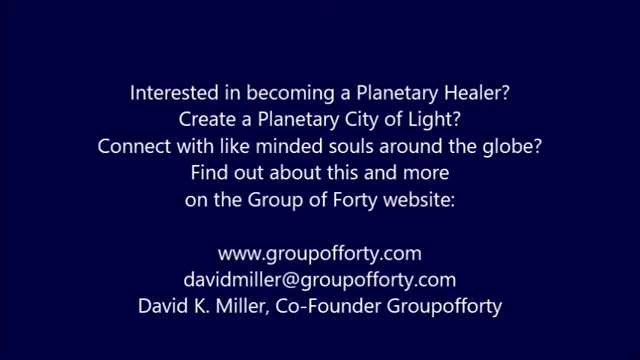 Interested in becoming a Planetary Healer?
Create a Planetary City of Light?
Connect with like minded souls around the globe?
Find out about this and more
on the Group of Forty website:
www.groupofforty.com
davidmiller@groupofforty.com
David K. Miller, Co-Founder Groupofforty